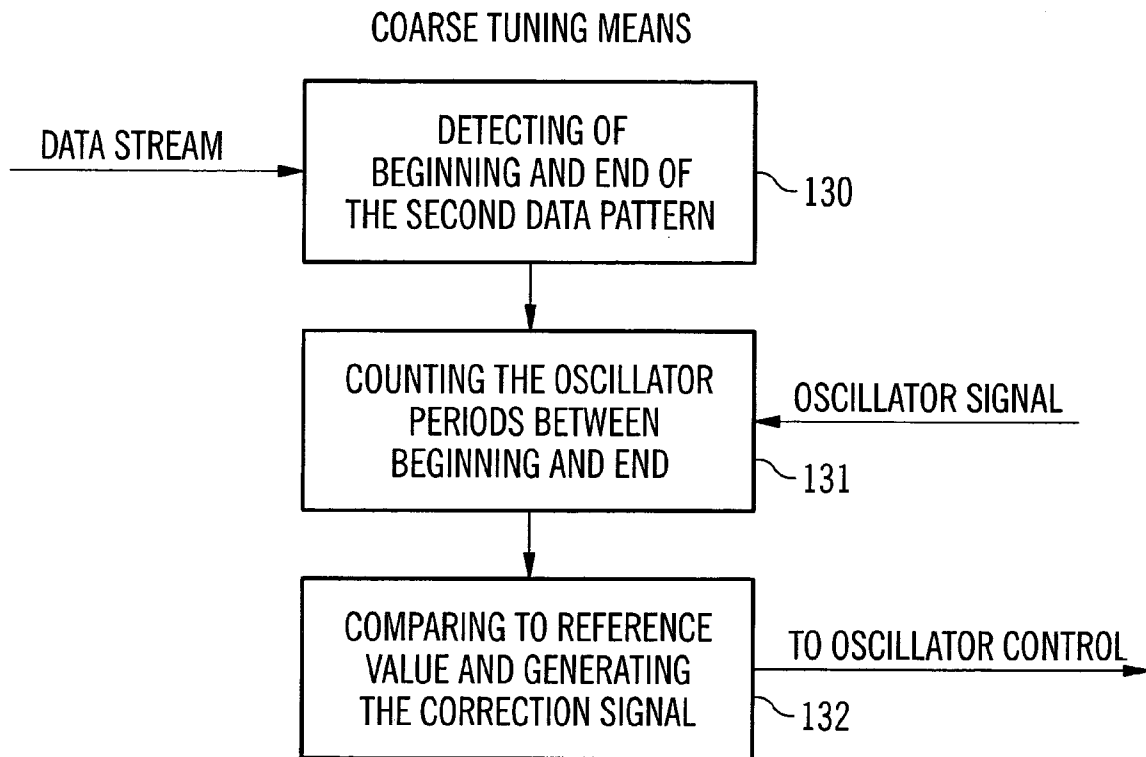 COARSE TUNING MEANS
DATA STREAM
DETECTING OF
BEGINNING AND END OF
THE SECOND DATA PATTERN
130
COUNTING THE OSCILLATOR
PERIODS BETWEEN
BEGINNING AND END
OSCILLATOR SIGNAL
131
COMPARING TO REFERENCE
VALUE AND GENERATING
THE CORRECTION SIGNAL
TO OSCILLATOR CONTROL
132